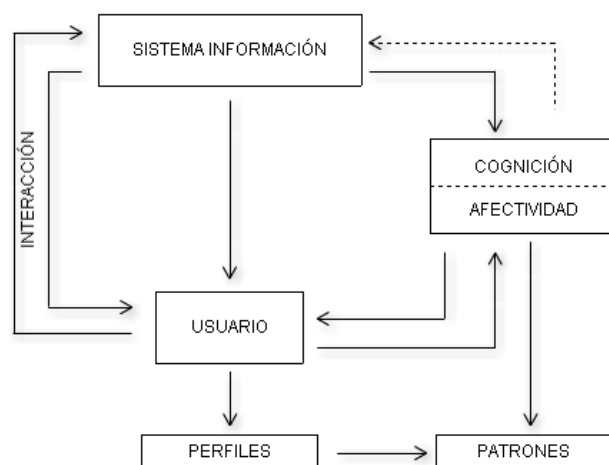 SISTEMA INFORMACIÓN
INTERACCIÓN
COGNICIÓN
AFECTIVIDAD
USUARIO
PERFILES
PATRONES